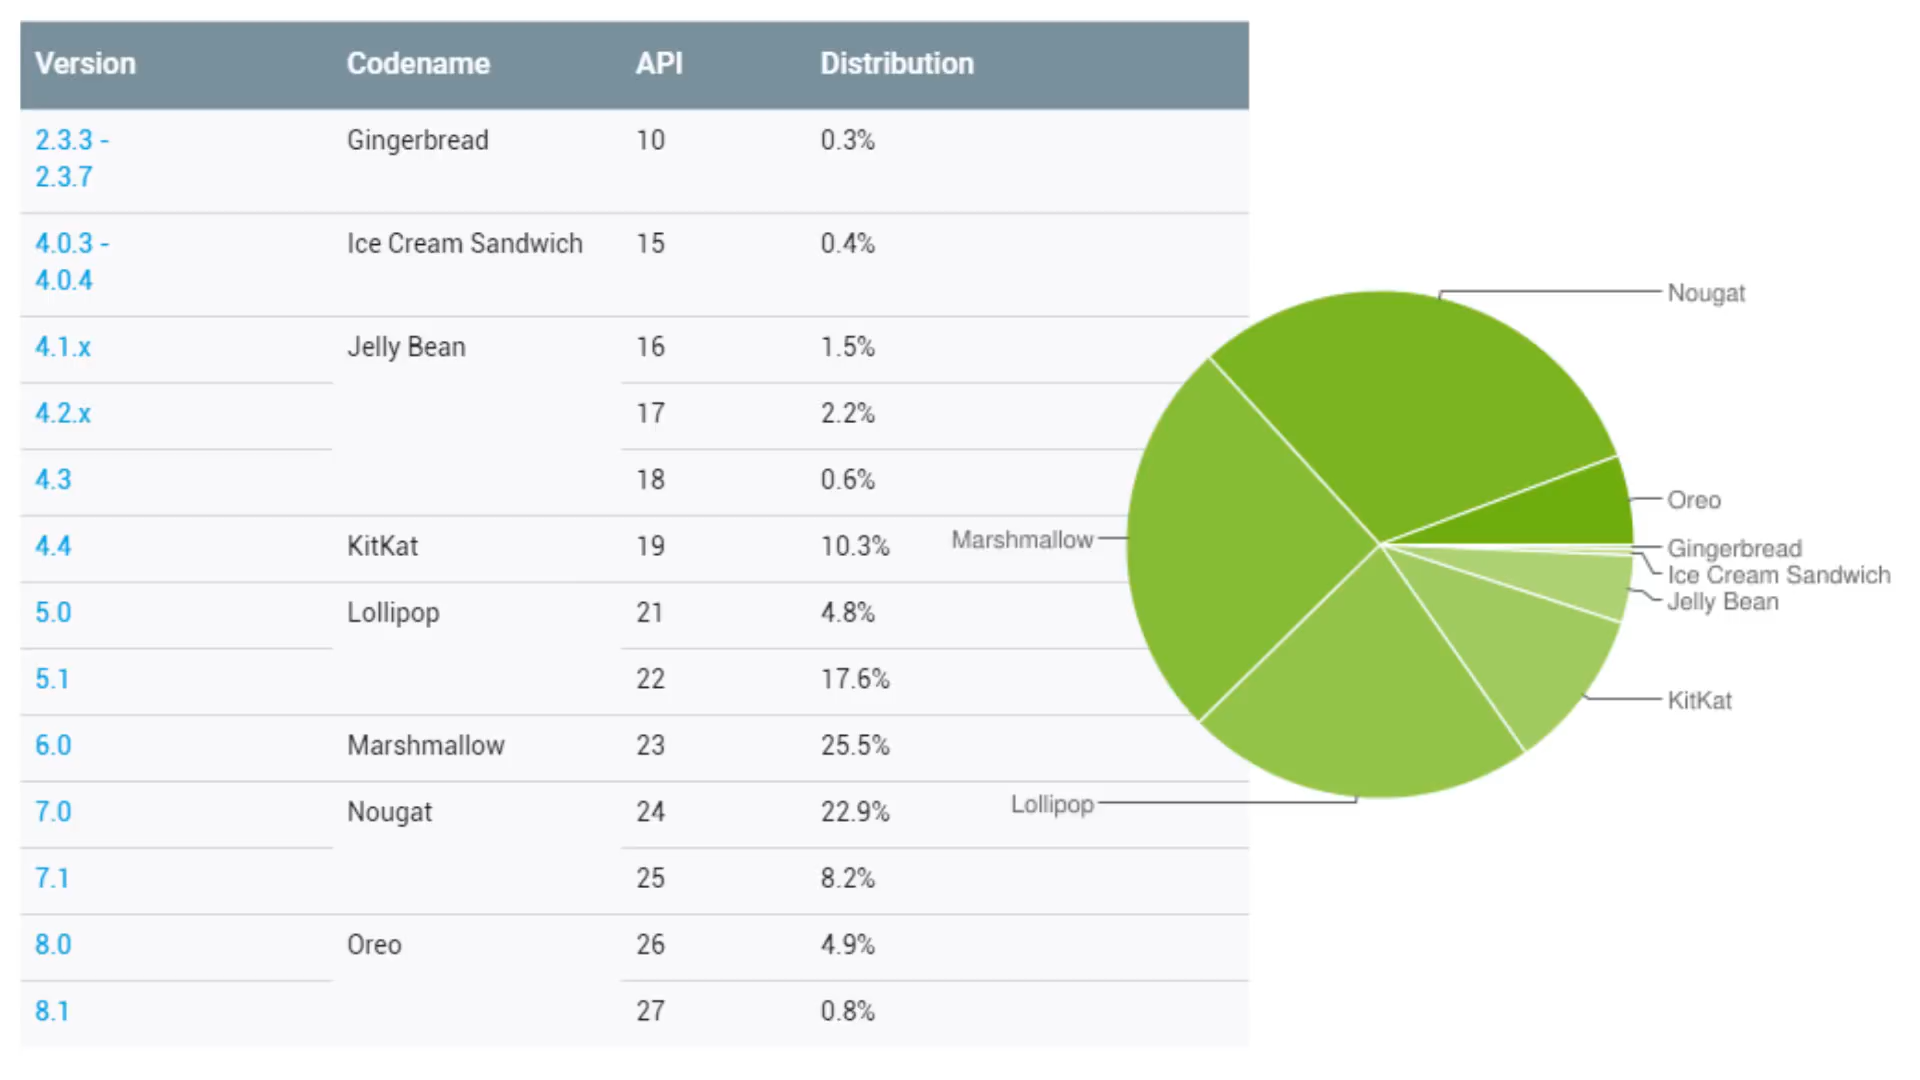 Version Codename API Distribution
2.3.3 - Gingerbread 10 0.3%
2.3.7
4.0.3 - Ice Cream Sandwich 15 0.4%
4.0.4
4.1.x Jelly Bean 16 1.5%
4.2.x 17 2.2%
4.3 18 0.6%
4.4 KitKat 19 10.3%
5.0 Lollipop 21 4.8%
5.1 22 17.6%
6.0 Marshmallow 23 25.5%
7.0 Nougat 24 22.9%
7.1 25 8.2%
8.0 Oreo 26 4.9%
8.1 27 0.8%
Nougat
Oreo
Marshmallow
Gingerbread
Ice Cream Sandwich
Jelly Bean
KitKat
Lollipop